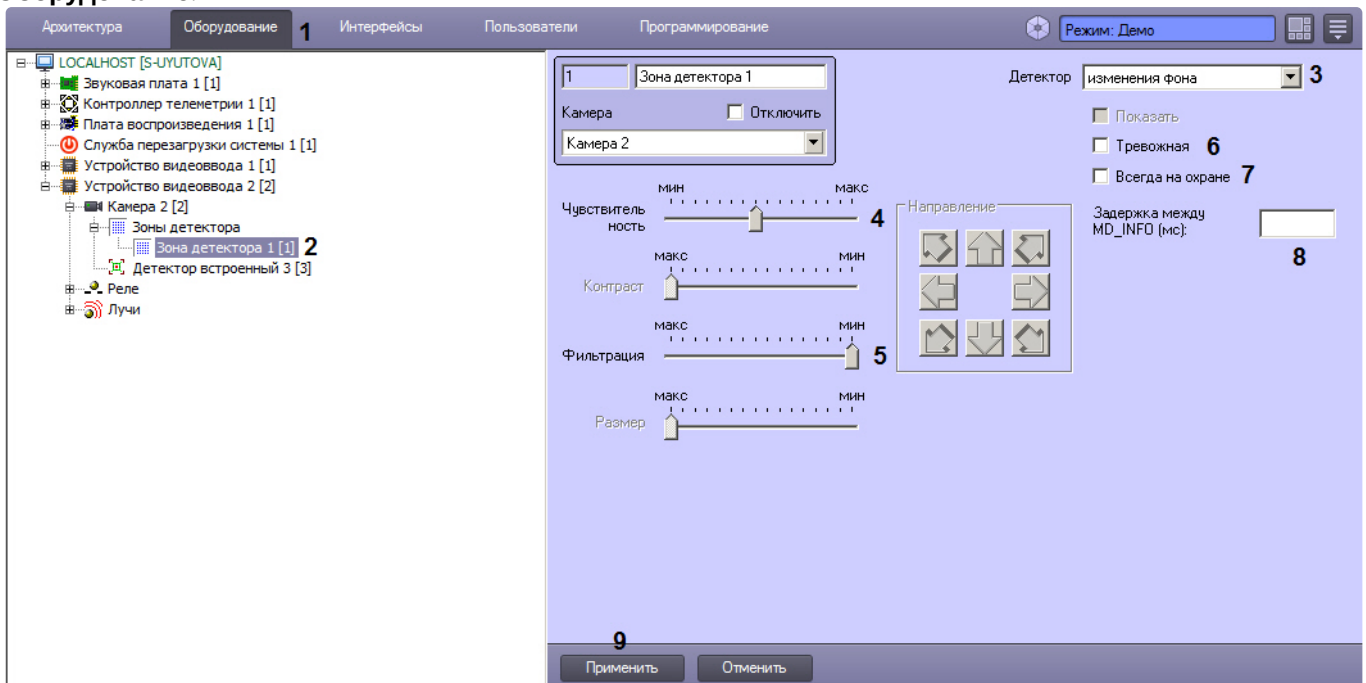 Архитектура Оборудование 1 Интерфейсы Пользователи Программирование Режим: Демо
LOCALHOST [S-UYUTOVA]
Звуковая плата 1 [1]
Контроллер телеметрии 1 [1]
Плата воспроизведения 1 [1]
Служба перезагрузки системы 1 [1]
Устройство видеоввода 1 [1]
Устройство видеоввода 2 [2]
Камера 2 [2]
Зоны детектора
Зона детектора 1 [1] 2
Детектор встроенный 3 [3]
Реле
Лучи
1 Зона детектора 1
Камера Отключить
Камера 2
мин макс
Чувствитель
ность 4
макс мин
Контраст
макс мин
Фильтрация 5
макс мин
Размер
Направление
Детектор изменения фона 3
Показать
Тревожная 6
Всегда на охране 7
Задержка между
MD_INFO (мс):
8
9
Применить Отменить